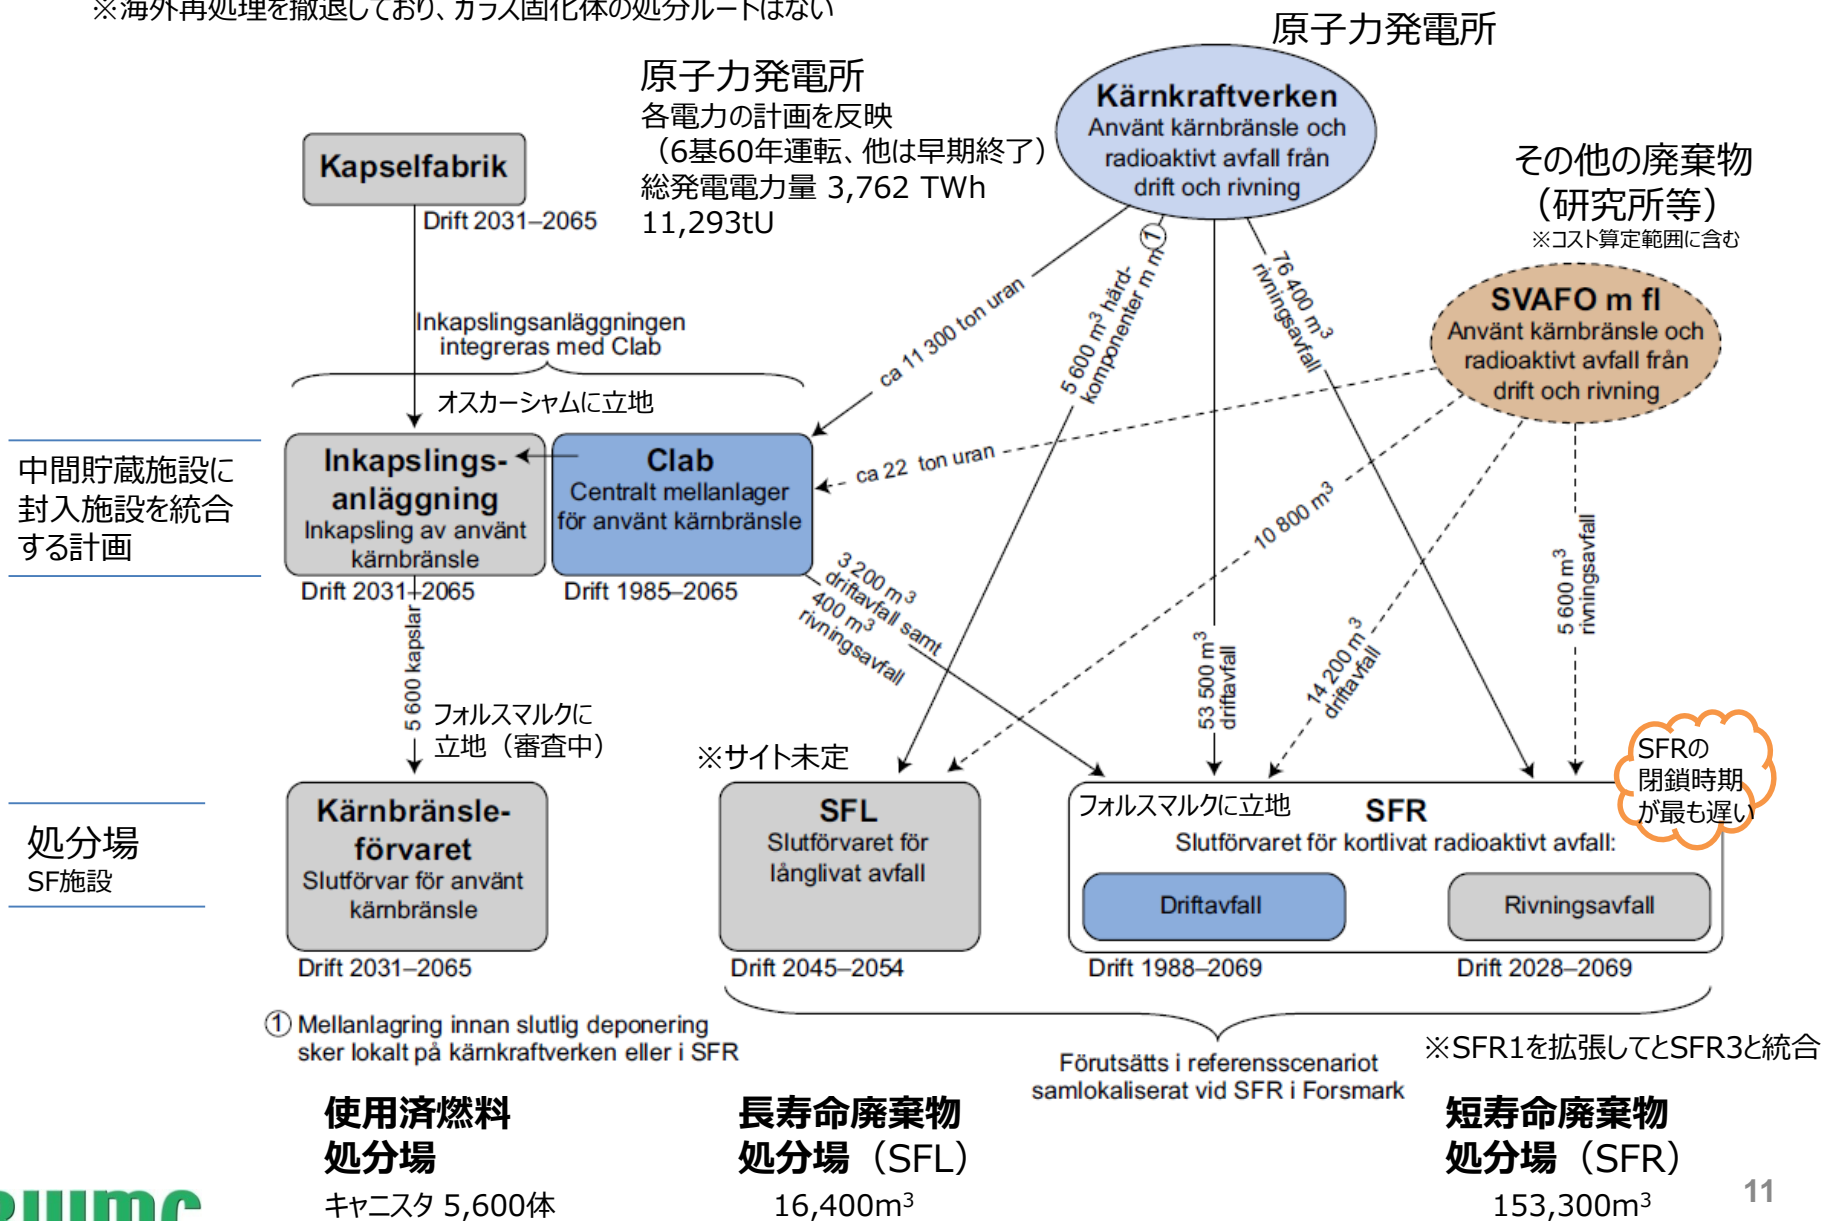 ※海外再処理を撤退しており、ガラス固化体の処分ルートはない
原子力発電所
原子力発電所
各電力の計画を反映
（6基60年運転、他は早期終了）
総発電電力量 3,762 TWh
11,293tU
Kärnkraftverken
Använt kärnbränsle och
radioaktivt avfall från
drift och rivning
Kapselfabrik
Drift 2031–2065
その他の廃棄物
（研究所等）
※コスト算定範囲に含む
SVAFO m fl
Använt kärnbränsle och
radioaktivt avfall från
drift och rivning
Inkapslingsanläggningen
integreras med Clab
オスカーシャムに立地
ca 11 300 ton uran
5 600 m³ härd-
komponenter m m ①
76 400 m³
rivningsavfall
中間貯蔵施設に
封入施設を統合
する計画
Inkapslings-
anläggning
Inkapsling av använt
kärnbränsle
Drift 2031–2065
Clab
Centralt mellanlager
för använt kärnbränsle
Drift 1985–2065
ca 22 ton uran
10 800 m³
3 200 m³
driftavfall samt
400 m³
rivningsavfall
53 500 m³
driftavfall
14 200 m³
driftavfall
5 600 m³
rivningsavfall
5 600 kapslar
フォルスマルクに
立地（審査中）
※サイト未定
SFRの
閉鎖時期
が最も遅い
処分場
SF施設
Kärnbränsle-
förvaret
Slutförvar för använt
kärnbränsle
Drift 2031–2065
SFL
Slutförvaret för
långlivat avfall
Drift 2045–2054
フォルスマルクに立地
SFR
Slutförvaret för kortlivat radioaktivt avfall:
Driftavfall
Rivningsavfall
Drift 1988–2069
Drift 2028–2069
① Mellanlagring innan slutlig deponering
sker lokalt på kärnkraftverken eller i SFR
Förutsätts i referensscenariot
samlokaliserat vid SFR i Forsmark
※SFR1を拡張してとSFR3と統合
使用済燃料
処分場
キャニスタ 5,600体
長寿命廃棄物
処分場（SFL）
16,400m³
短寿命廃棄物
処分場（SFR）
153,300m³
11